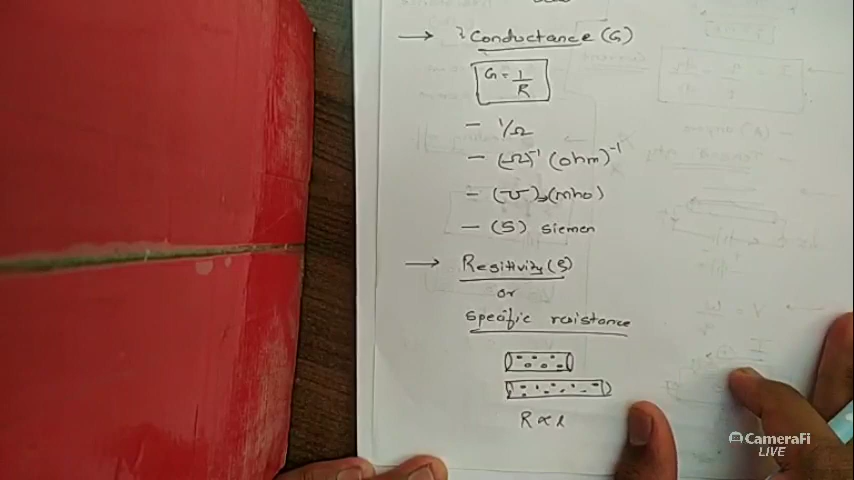 → Conductance (G)
G = 1/R
- 1/Ω
- (Ω)⁻¹ (ohm)⁻¹
- (℧) (mho)
- (S) siemen
→ Resitivity (ρ)
or
specific resistance
R ∝ l
CameraFi
LIVE